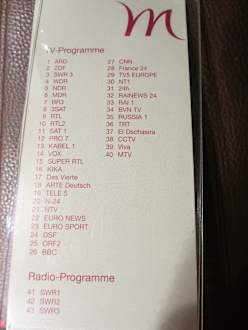 m
TV-Programme
1 ARD
2 ZDF
3 SWR 3
4 WDR
5 NDR
6 MDR
7 BR3
8 3SAT
9 RTL
10 RTL2
11 SAT 1
12 PRO 7
13 KABEL 1
14 VOX
15 SUPER RTL
16 KIKA
17 Das Vierte
18 ARTE Deutsch
19 TELE 5
20 N-24
21 NTV
22 EURO NEWS
23 EURO SPORT
24 DSF
25 ORF2
26 BBC
27 CNN
28 France 24
29 TV5 EUROPE
30 NT1
31 24h
32 RAINEWS 24
33 RAI 1
34 BVN TV
35 RUSSIA 1
36 TRT
37 El Dschasira
38 CCTV
39 Viva
40 MTV
Radio-Programme
41 SWR1
42 SWR2
43 SWR3